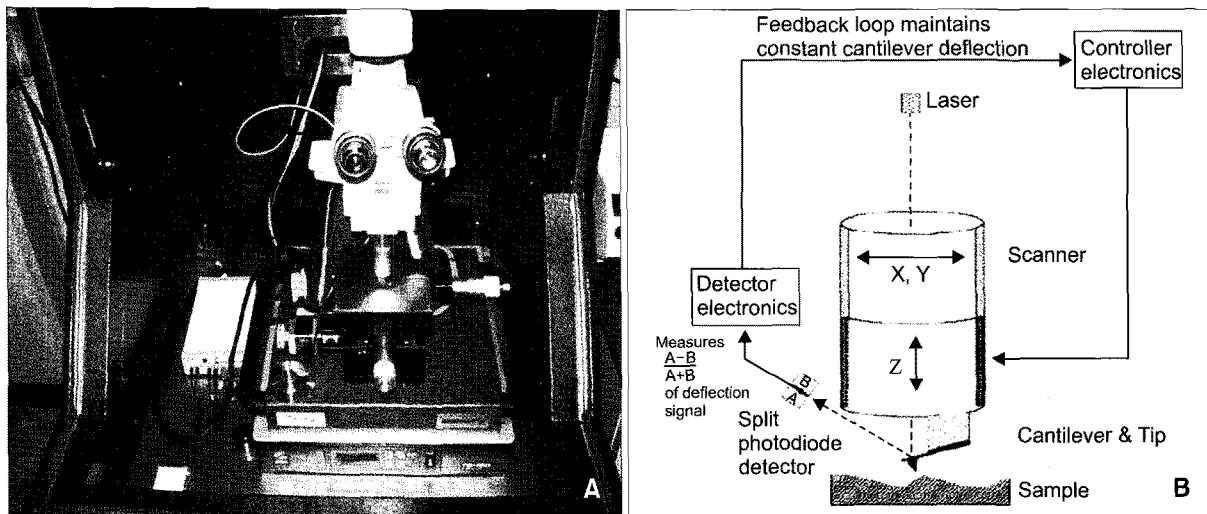 Feedback loop maintains
constant cantilever deflection
Controller
electronics
Laser
Scanner
X, Y
Detector
electronics
Z
Measures
A–B
A+B
of deflection
signal
B
A
Split
photodiode
detector
Cantilever & Tip
Sample
A
B